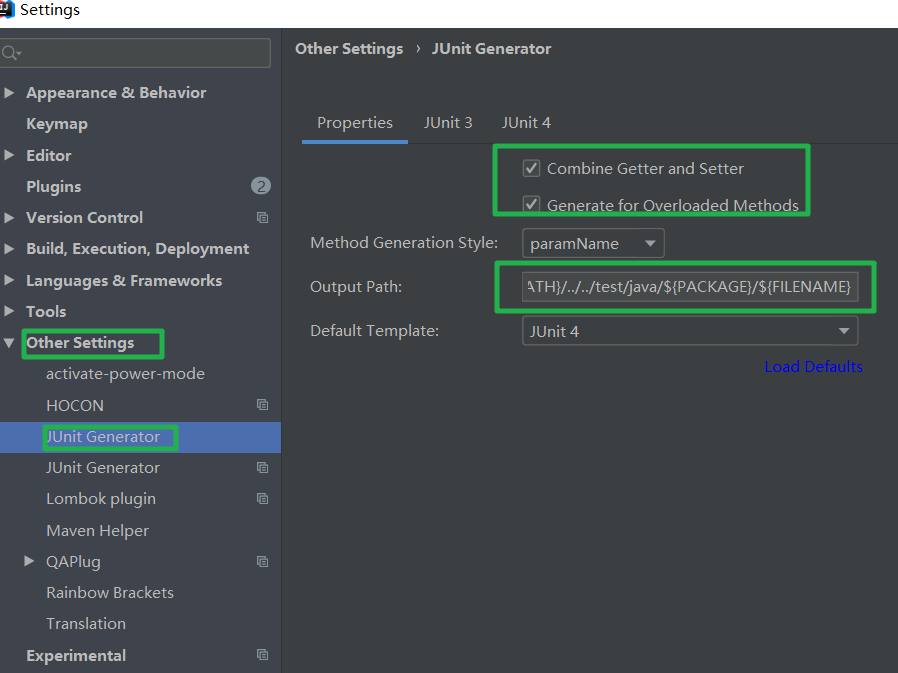 Settings
Appearance & Behavior
Keymap
Editor
Plugins 2
Version Control
Build, Execution, Deployment
Languages & Frameworks
Tools
Other Settings
activate-power-mode
HOCON
JUnit Generator
JUnit Generator
Lombok plugin
Maven Helper
QAPlug
Rainbow Brackets
Translation
Experimental
Other Settings › JUnit Generator
Properties JUnit 3 JUnit 4
Combine Getter and Setter
Generate for Overloaded Methods
Method Generation Style: paramName
Output Path: ATH}/../../test/java/${PACKAGE}/${FILENAME}
Default Template: JUnit 4
Load Defaults